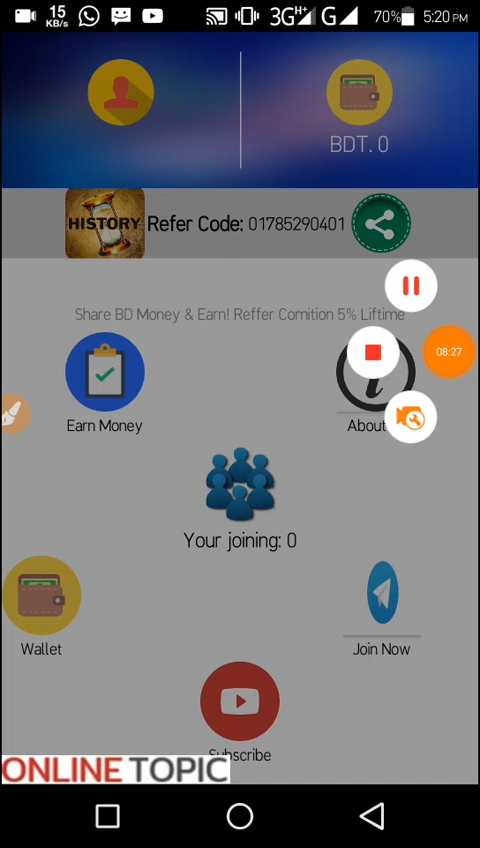 15
KB/s
3G H+ G 70% 5:20 PM
BDT. 0
HISTORY Refer Code: 01785290401
Share BD Money & Earn! Reffer Comition 5% Liftime
08:27
i
Earn Money
About
Your joining: 0
Wallet
Join Now
Subscribe
ONLINE TOPIC